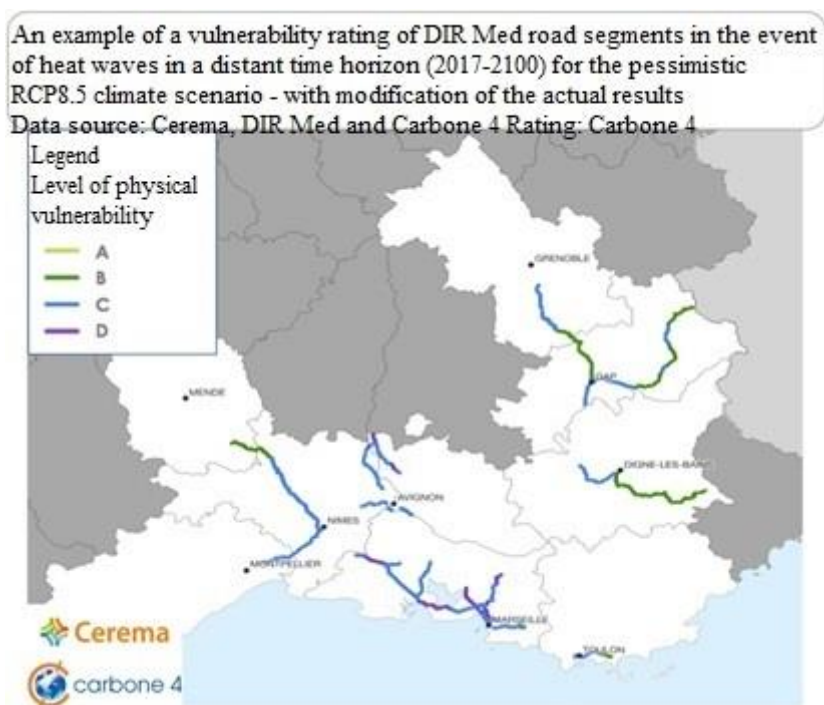 An example of a vulnerability rating of DIR Med road segments in the event
of heat waves in a distant time horizon (2017-2100) for the pessimistic
RCP8.5 climate scenario - with modification of the actual results
Data source: Cerema, DIR Med and Carbone 4 Rating: Carbone 4
Legend
Level of physical
vulnerability
A
B
C
D
GRENOBLE
GAP
MENDE
DIGNE-LES-BAINS
AVIGNON
NIMES
MONTPELLIER
MARSEILLE
TOULON
Cerema
carbone 4